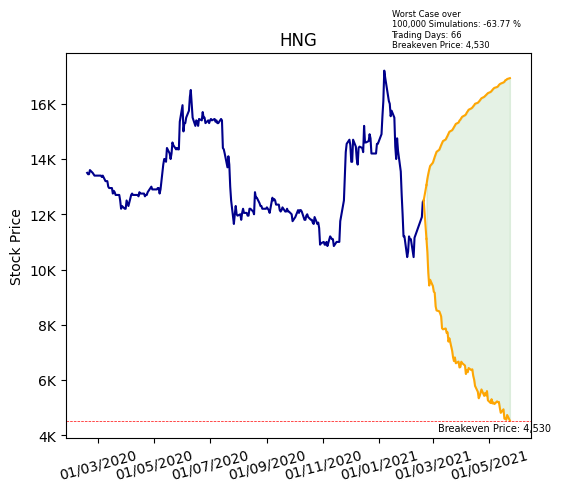 Worst Case over
100,000 Simulations: -63.77 %
Trading Days: 66
Breakeven Price: 4,530
HNG
Stock Price
16K
14K
12K
10K
8K
6K
4K
Breakeven Price: 4,530
01/03/2020 01/05/2020 01/07/2020 01/09/2020 01/11/2020 01/01/2021 01/03/2021 01/05/2021